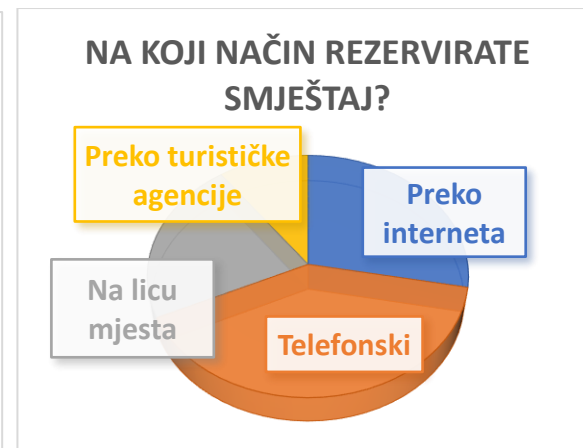 NA KOJI NAČIN REZERVIRATE
SMJEŠTAJ?
Preko turističke
agencije
Preko
interneta
Na licu
mjesta
Telefonski